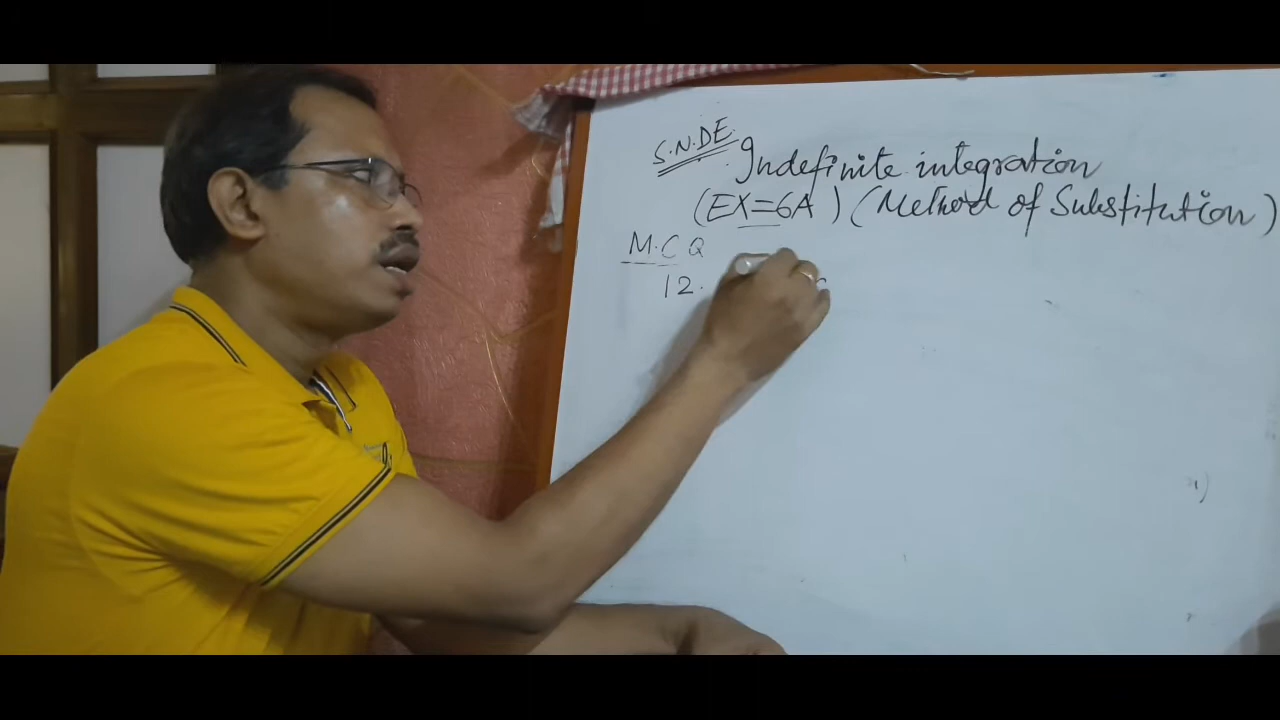 S.N.DE. Indefinite integration
(EX=6A) (Method of Substitution)
M.C Q
12.